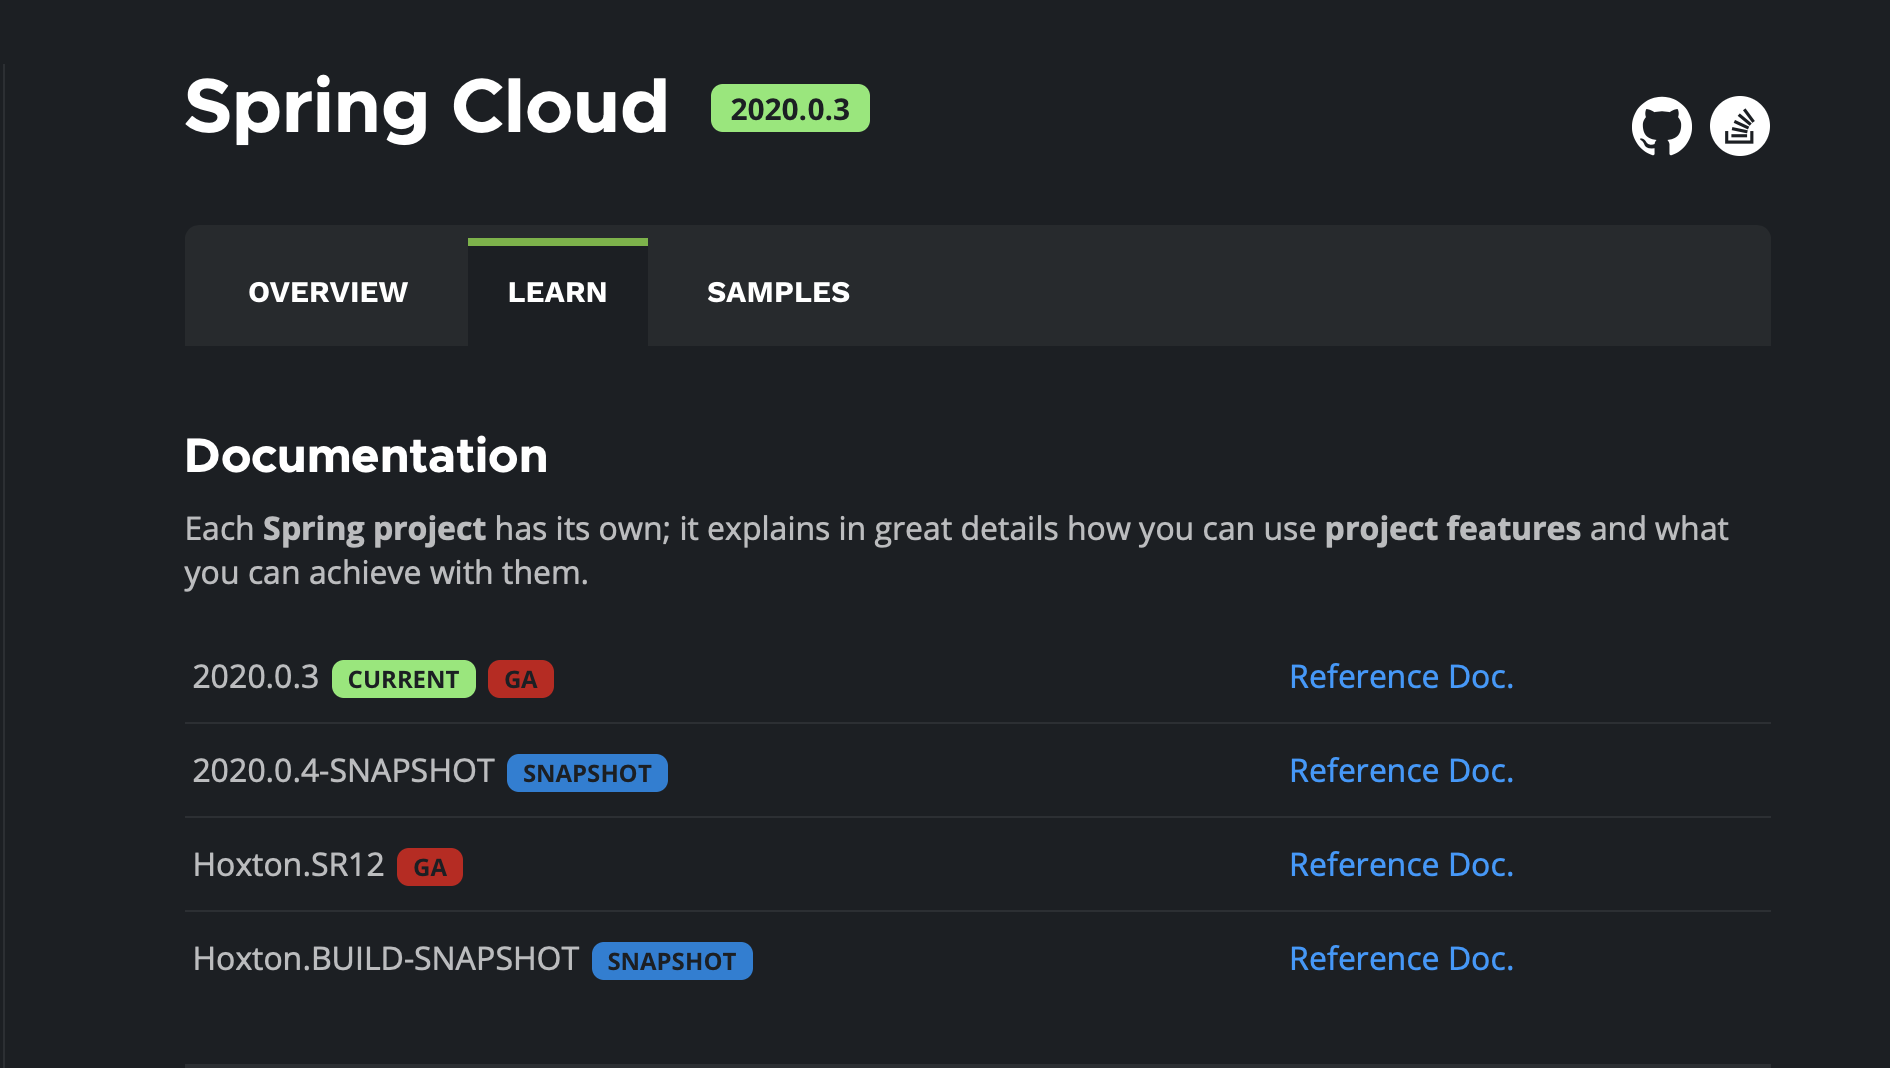 Spring Cloud 2020.0.3
OVERVIEW LEARN SAMPLES
Documentation
Each Spring project has its own; it explains in great details how you can use project features and what
you can achieve with them.
2020.0.3 CURRENT GA Reference Doc.
2020.0.4-SNAPSHOT SNAPSHOT Reference Doc.
Hoxton.SR12 GA Reference Doc.
Hoxton.BUILD-SNAPSHOT SNAPSHOT Reference Doc.